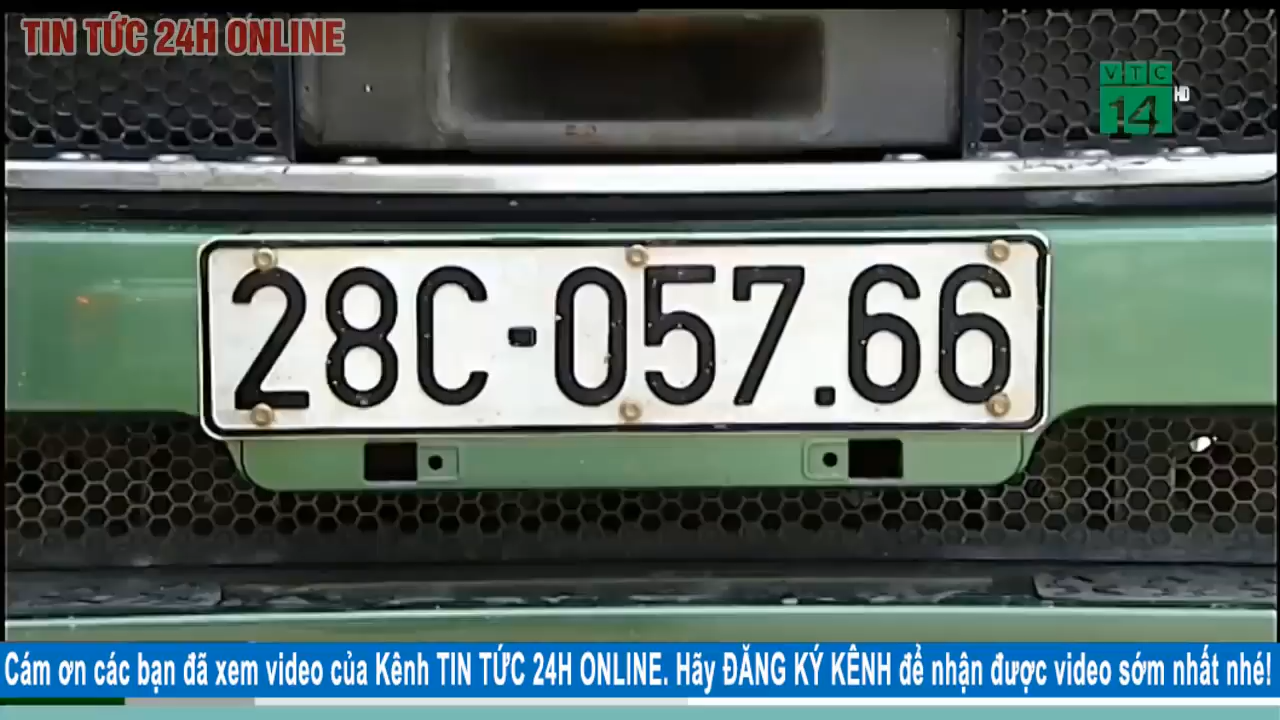 TIN TỨC 24H ONLINE
VTC
14
HD
28C-057.66
Cám ơn các bạn đã xem video của Kênh TIN TỨC 24H ONLINE. Hãy ĐĂNG KÝ KÊNH để nhận được video sớm nhất nhé!